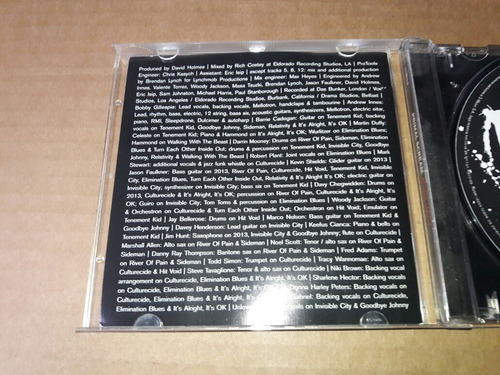 Produced by David Holmes | Mixed by Rich Costey at Eldorado Recording Studios, LA | ProTools
Engineer: Chris Kasych | Assistant: Eric Isip | except tracks 5, 8, 12: mix and additional production
by Brendan Lynch for Lynchmob Productions | Mix engineer: Max Heyes | Engineered by Andrew
Innes, Valente Torrez, Woody Jackson, Masa Tsuzki, Brendan Lynch, Jason Faulkner, David Holmes,
Eric Isip, Sam Johnston, Michael Harris, Paul Stanborough | Recorded at Das Bunker, London /
Studios, Los Angeles / Eldorado Recording Studios, Burbank, California / Drama Studios, Belfast |
Bobby Gillespie: Lead vocals, backing vocals, Mellotron, handclaps & tambourine | Andrew Innes:
Lead, rhythm, bass, electric, 12 string, bass six, acoustic guitars, synthesizers, Mellotron, electric sitar,
piano, RMI, Sleepdrone, Dulcimer & autoharp | Barrie Cadogan: Guitar on Tenement Kid; backing
vocals on Tenement Kid, Goodbye Johnny, Sideman, Relativity & It's Alright, It's OK | Martin Duffy:
Celeste on Tenement Kid; Piano & Hammond on It's Alright, It's OK; Wurlitzer on Elimination Blues;
Hammond on Walking With The Beast | Darrin Mooney: Drums on River Of Pain, Sideman, Elimination
Blues & Turn Each Other Inside Out; drums & percussion on Tenement Kid, Invisible City, Goodbye
Johnny, Relativity & Walking With The Beast | Robert Plant: Joint vocals on Elimination Blues | Mark
Stewart: additional vocals & jazz funk whistle on Culturecide | Kevin Shields: Glider guitar on 2013 |
Jason Faulkner: Bass guitar on 2013, River Of Pain, Culturecide, Hit Void, Tenement Kid, Invisible
City, Elimination Blues, Turn Each Other Inside Out, Relativity & It's Alright, It's OK; electric guitar on
Invisible City; synthesizer on Invisible City; bass six on Tenement Kid | Davy Chegwidden: Drums on
2013, Culturecide & It's Alright, It's OK; percussion on River Of Pain, Culturecide & It's Alright, It's
OK; Guiro on Invisible City; Tom Toms & percussion on Elimination Blues | Woody Jackson: Guitar
& Orchestron on Culturecide & Turn Each Other Inside Out; Guitar on Hit Void; Emulator on
Tenement Kid | Jay Bellerose: Drums on Hit Void | Marco Nelson: Bass guitar on Tenement Kid &
Goodbye Johnny | Davey Henderson: Lead guitar on Invisible City | Keefus Ciancia: Piano & bells on
Tenement Kid | Jim Hunt: Saxophone on 2013, Invisible City & Goodbye Johnny; flute on Culturecide |
Marshall Allen: Alto sax on River Of Pain & Sideman | Noel Scott: Tenor / alto sax on River Of Pain &
Sideman | Danny Ray Thompson: Baritone sax on River Of Pain & Sideman | Fred Adams: Trumpet
on River Of Pain & Sideman | Todd Simon: Trumpet on Culturecide | Tracy Wannomae: Alto sax on
Culturecide & Hit Void | Steve Tavaglione: Tenor & alto sax on Culturecide | Niki Brown: Backing vocal
arrangement on Culturecide, Elimination Blues & It's Alright, It's OK | Sharlene Hector: Backing
vocals on Culturecide, Elimination Blues & It's Alright, It's OK | Donna Harley Peters: Backing vocals
on Culturecide, Elimination Blues & It's Alright, It's OK | Gabriel: Backing vocals on Culturecide,
Elimination Blues & It's Alright, It's OK | vocals on Invisible City & Goodbye Johnny